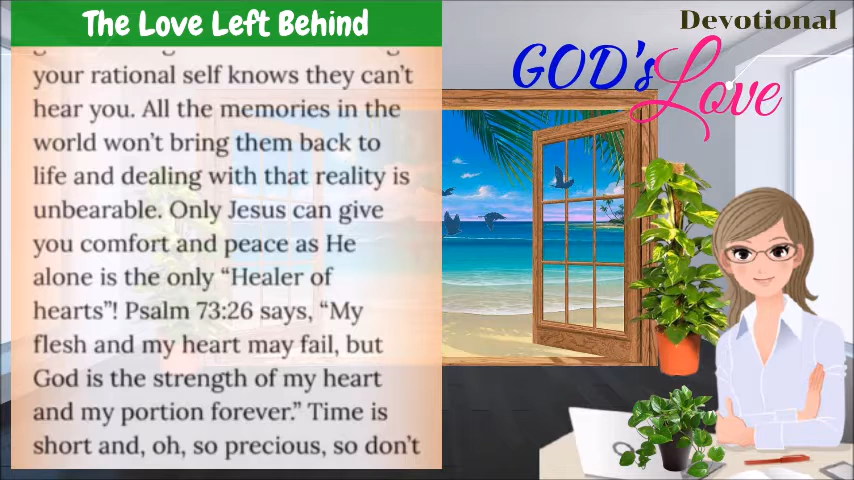 The Love Left Behind
Devotional
GOD's
Love
your rational self knows they can't
hear you. All the memories in the
world won't bring them back to
life and dealing with that reality is
unbearable. Only Jesus can give
you comfort and peace as He
alone is the only “Healer of
hearts”! Psalm 73:26 says, “My
flesh and my heart may fail, but
God is the strength of my heart
and my portion forever.” Time is
short and, oh, so precious, so don't